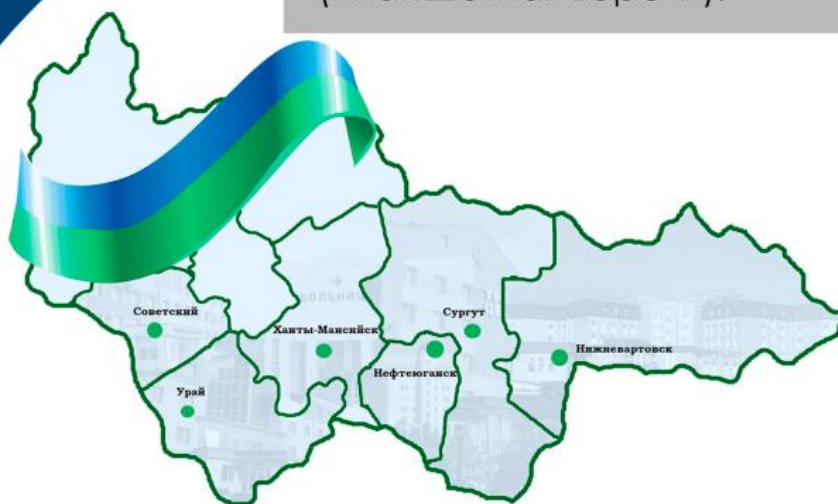 Советский
Сургут
Ханты-Мансийск
Нижневартовск
Нефтеюганск
Урай